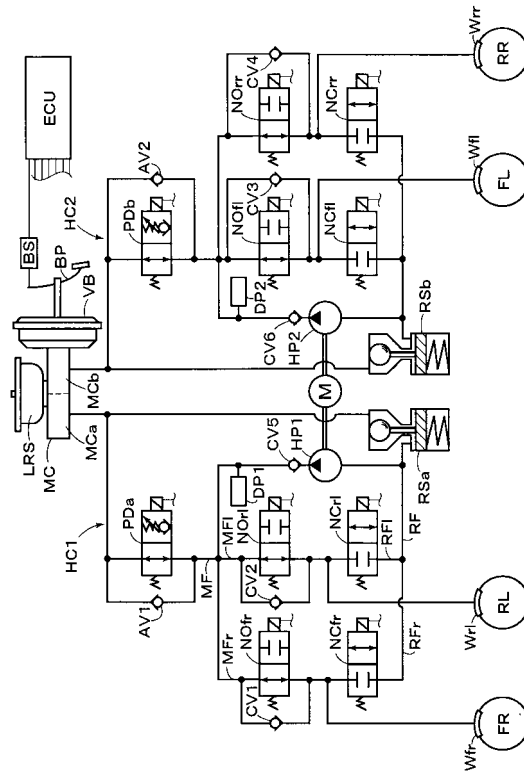 ECU
BS
BP
VB
LRS
MC
MCb
MCa
HC1
HC2
PDa
AV1
PDb
AV2
MF
MFr
MFl
NOfr
CV1
NOrl
CV2
DP1
CV5
HP1
M
HP2
CV6
DP2
NOfl
CV3
NOrr
CV4
NCfr
NCrl
NCfl
NCrr
RFr
RFl
RF
RSa
RSb
Wfr
FR
Wrl
RL
Wfl
FL
Wrr
RR